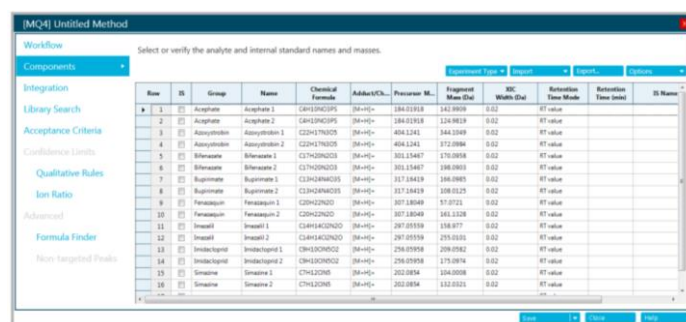 [MQ4] Untitled Method
Workflow
Select or verify the analyte and internal standard names and masses.
Components
Experiment Type Import Export... Options
Integration
Library Search
Acceptance Criteria
Confidence Limits
Qualitative Rules
Ion Ratio
Advanced
Formula Finder
Non-targeted Peaks
Row IS Group Name Chemical Formula Adduct/Ch... Precursor M... Fragment Mass (Da) XIC Width (Da) Retention Time Mode Retention Time (min) IS Name
1 Acephate Acephate 1 C4H10NO3PS [M+H]+ 184.01918 142.9909 0.02 RT value
2 Acephate Acephate 2 C4H10NO3PS [M+H]+ 184.01918 124.9819 0.02 RT value
3 Azoxystrobin Azoxystrobin 1 C22H17N3O5 [M+H]+ 404.1241 344.1049 0.02 RT value
4 Azoxystrobin Azoxystrobin 2 C22H17N3O5 [M+H]+ 404.1241 372.0984 0.02 RT value
5 Bifenazate Bifenazate 1 C17H20N2O3 [M+H]+ 301.15467 170.0958 0.02 RT value
6 Bifenazate Bifenazate 2 C17H20N2O3 [M+H]+ 301.15467 198.0903 0.02 RT value
7 Bupirimate Bupirimate 1 C13H24N4O3S [M+H]+ 317.16419 166.0985 0.02 RT value
8 Bupirimate Bupirimate 2 C13H24N4O3S [M+H]+ 317.16419 108.0125 0.02 RT value
9 Fenazaquin Fenazaquin 1 C20H22N2O [M+H]+ 307.18049 57.0721 0.02 RT value
10 Fenazaquin Fenazaquin 2 C20H22N2O [M+H]+ 307.18049 161.1328 0.02 RT value
11 Imazalil Imazalil 1 C14H14Cl2N2O [M+H]+ 297.05559 158.977 0.02 RT value
12 Imazalil Imazalil 2 C14H14Cl2N2O [M+H]+ 297.05559 255.0101 0.02 RT value
13 Imidacloprid Imidacloprid 1 C9H10ClN5O2 [M+H]+ 256.05958 209.0582 0.02 RT value
14 Imidacloprid Imidacloprid 2 C9H10ClN5O2 [M+H]+ 256.05958 175.0974 0.02 RT value
15 Simazine Simazine 1 C7H12ClN5 [M+H]+ 202.0854 104.0008 0.02 RT value
16 Simazine Simazine 2 C7H12ClN5 [M+H]+ 202.0854 132.0321 0.02 RT value
Save Close Help